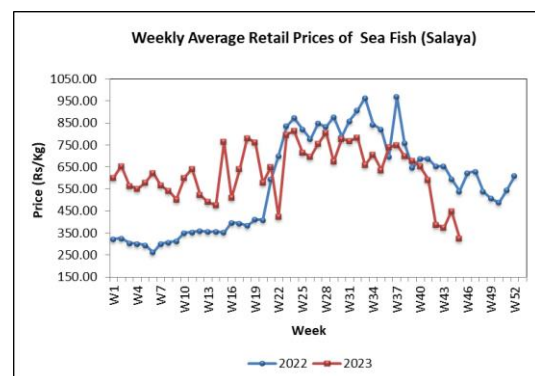 Weekly Average Retail Prices of Sea Fish (Salaya)
Price (Rs/Kg)
1050.00
950.00
850.00
750.00
650.00
550.00
450.00
350.00
250.00
150.00
W1
W4
W7
W10
W13
W16
W19
W22
W25
W28
W31
W34
W37
W40
W43
W46
W49
W52
Week
2022
2023